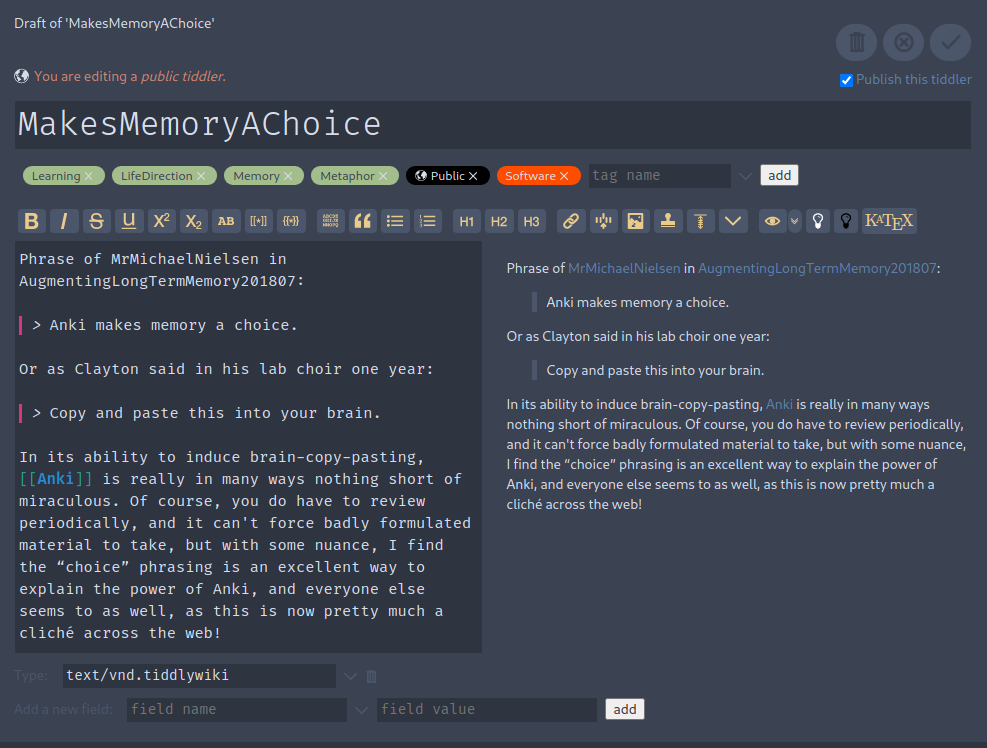 Draft of 'MakesMemoryAChoice'
You are editing a public tiddler.
Publish this tiddler
MakesMemoryAChoice
Learning × LifeDirection × Memory × Metaphor × Public × Software × tag name add
B I S U X² X₂ AB [[*]] {{*}} H1 H2 H3 KATEX
Phrase of MrMichaelNielsen in
AugmentingLongTermMemory201807:
> Anki makes memory a choice.
Or as Clayton said in his lab choir one year:
> Copy and paste this into your brain.
In its ability to induce brain-copy-pasting,
[[Anki]] is really in many ways nothing short of
miraculous. Of course, you do have to review
periodically, and it can't force badly formulated
material to take, but with some nuance, I find
the “choice” phrasing is an excellent way to
explain the power of Anki, and everyone else
seems to as well, as this is now pretty much a
cliché across the web!
Phrase of MrMichaelNielsen in AugmentingLongTermMemory201807:
Anki makes memory a choice.
Or as Clayton said in his lab choir one year:
Copy and paste this into your brain.
In its ability to induce brain-copy-pasting, Anki is really in many ways
nothing short of miraculous. Of course, you do have to review periodically,
and it can't force badly formulated material to take, but with some nuance,
I find the “choice” phrasing is an excellent way to explain the power of
Anki, and everyone else seems to as well, as this is now pretty much a
cliché across the web!
Type: text/vnd.tiddlywiki
Add a new field: field name field value add